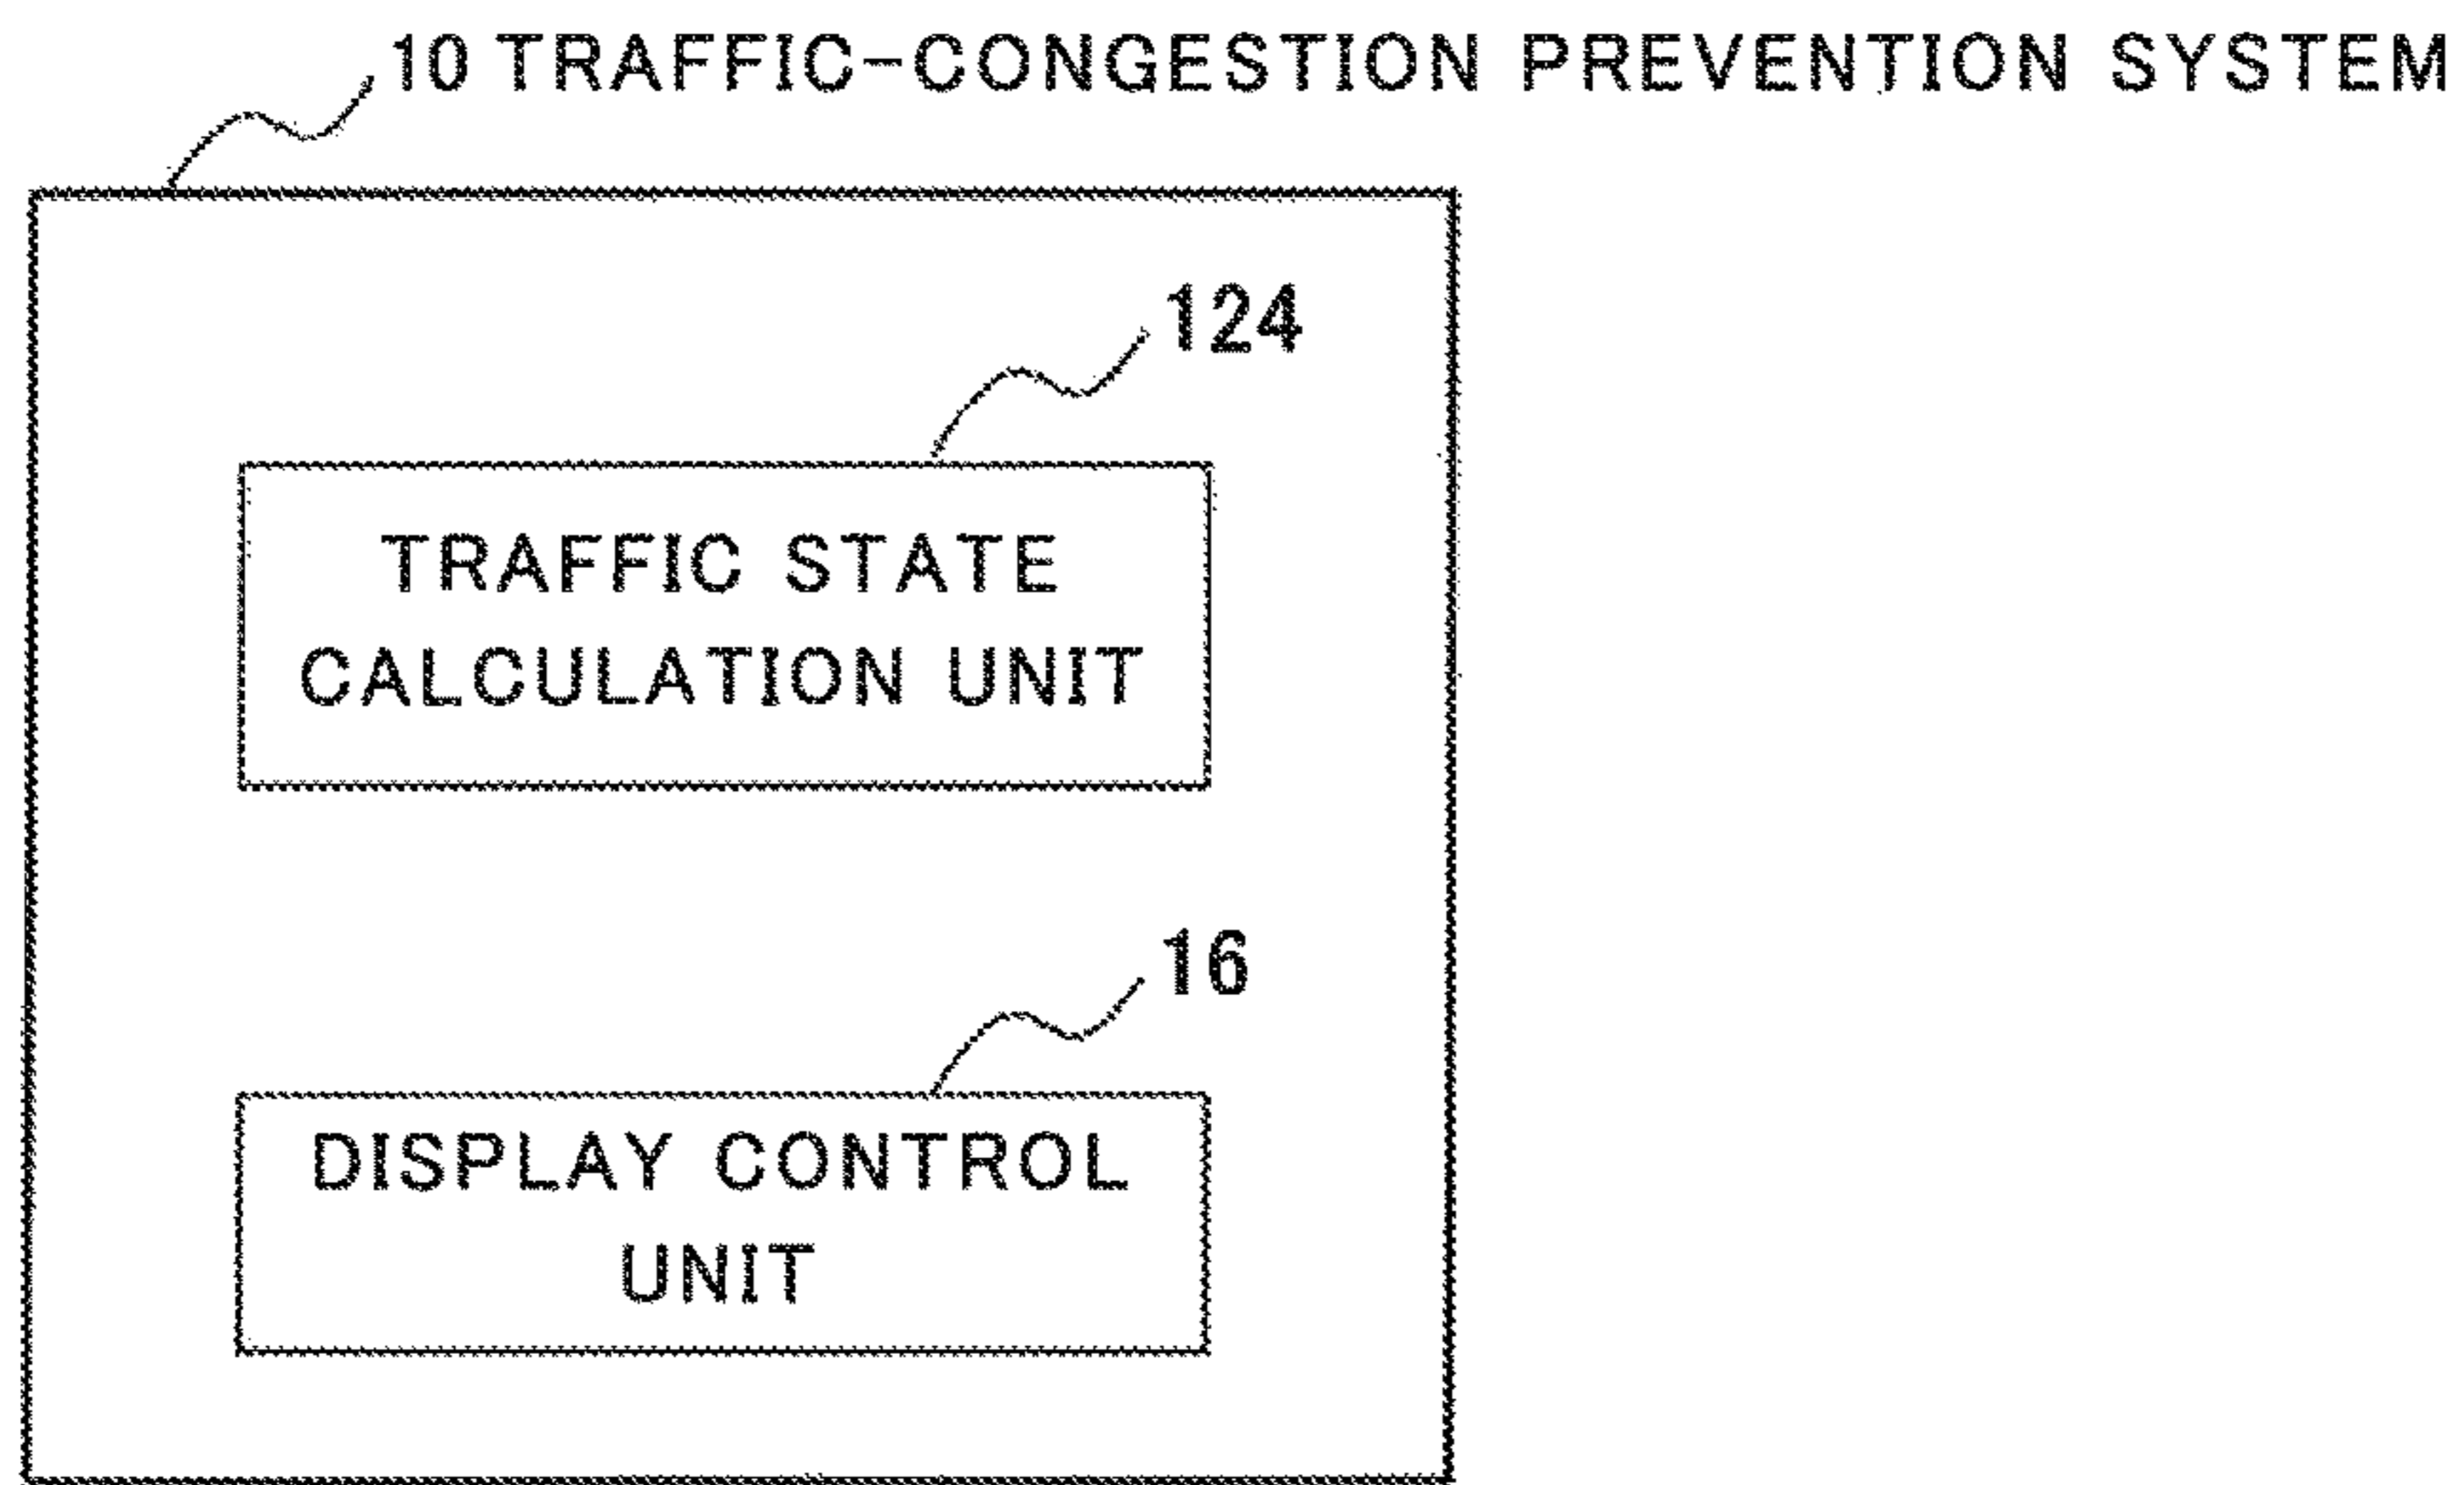 10 TRAFFIC-CONGESTION PREVENTION SYSTEM
124
TRAFFIC STATE
CALCULATION UNIT
16
DISPLAY CONTROL
UNIT